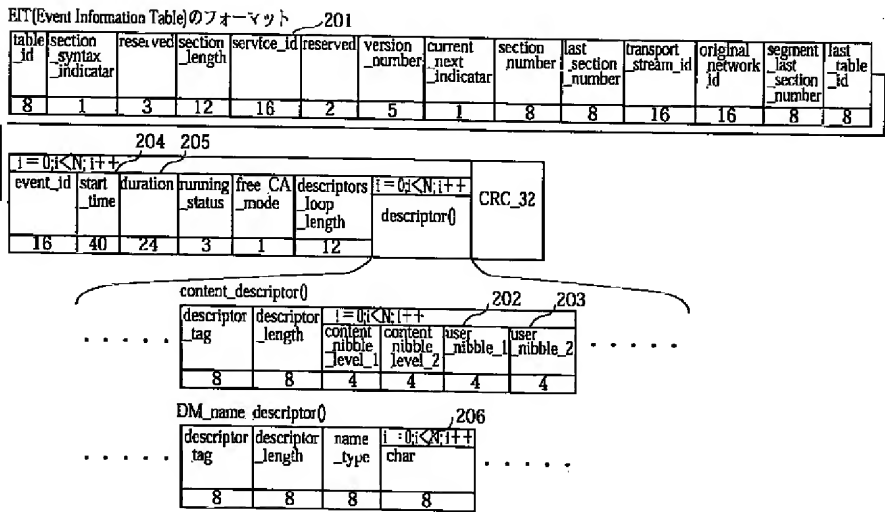 EIT(Event Information Table)のフォーマット 201
table_id section_syntax_indicatar reserved section_length service_id reserved version_number current_next_indicatar section_number last_section_number transport_stream_id original_network_id segment_last_section_number last_table_id
8 1 3 12 16 2 5 1 8 8 16 16 8 8
204 205
i=0;i<N;i++
event_id start_time duration running_status free_CA_mode descriptors_loop_length i=0;i<N;i++ descriptor() CRC_32
16 40 24 3 1 12
content_descriptor() 202 203
descriptor_tag descriptor_length i=0;i<N;i++ content_nibble_level_1 content_nibble_level_2 user_nibble_1 user_nibble_2
8 8 4 4 4 4
DM_name_descriptor() 206
descriptor_tag descriptor_length name_type i=0;i<N;i++ char
8 8 8 8